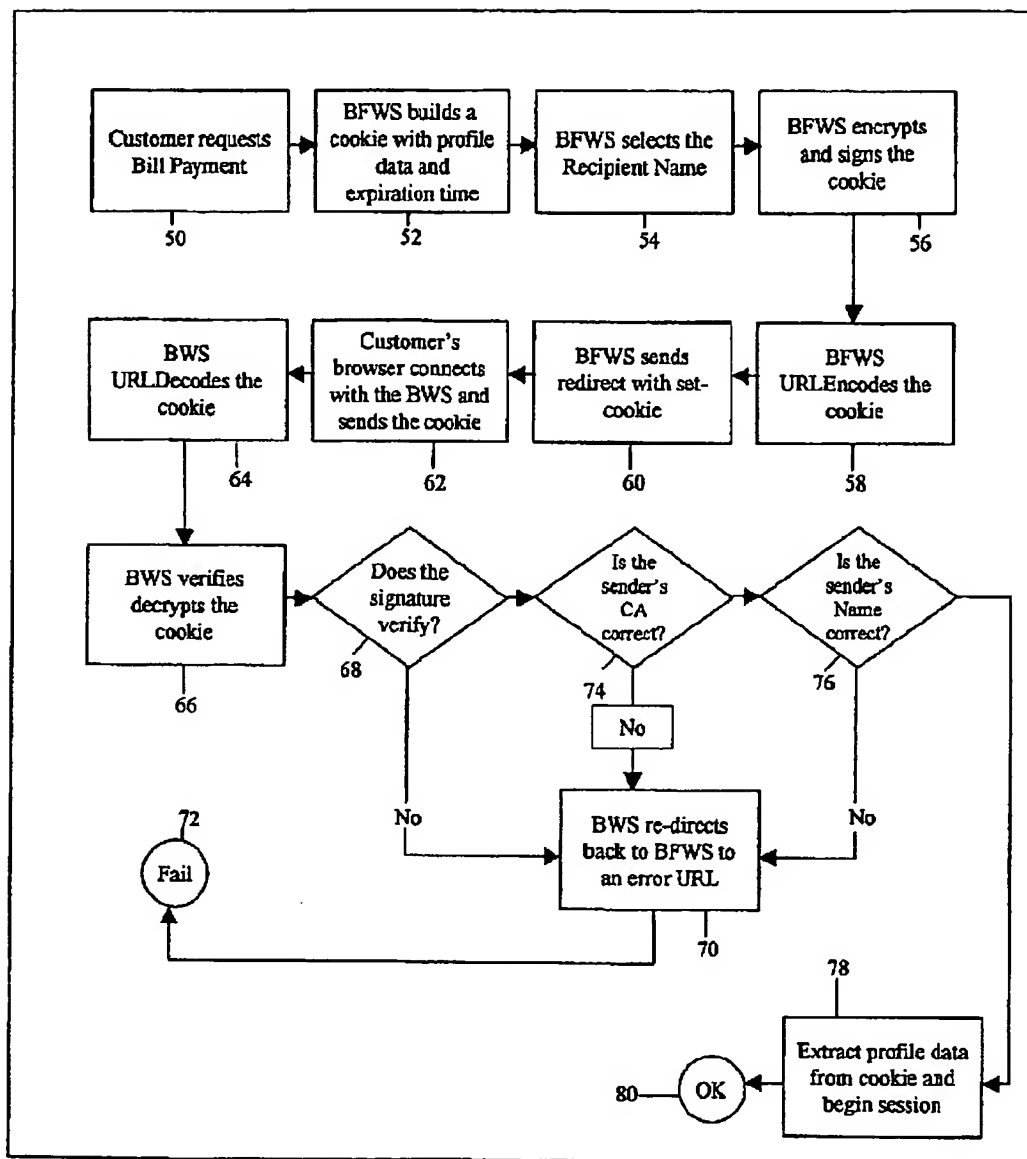 Customer requests
Bill Payment
50
BFWS builds a
cookie with profile
data and
expiration time
52
BFWS selects the
Recipient Name
54
BFWS encrypts
and signs the
cookie
56
BWS
URLDecodes the
cookie
64
Customer's
browser connects
with the BWS and
sends the cookie
62
BFWS sends
redirect with set-
cookie
60
BFWS
URLEncodes the
cookie
58
BWS verifies
decrypts the
cookie
66
Does the
signature
verify?
68
Is the
sender's
CA
correct?
74
Is the
sender's
Name
correct?
76
No
No
No
72
Fail
BWS re-directs
back to BFWS to
an error URL
70
78
Extract profile data
from cookie and
begin session
80
OK